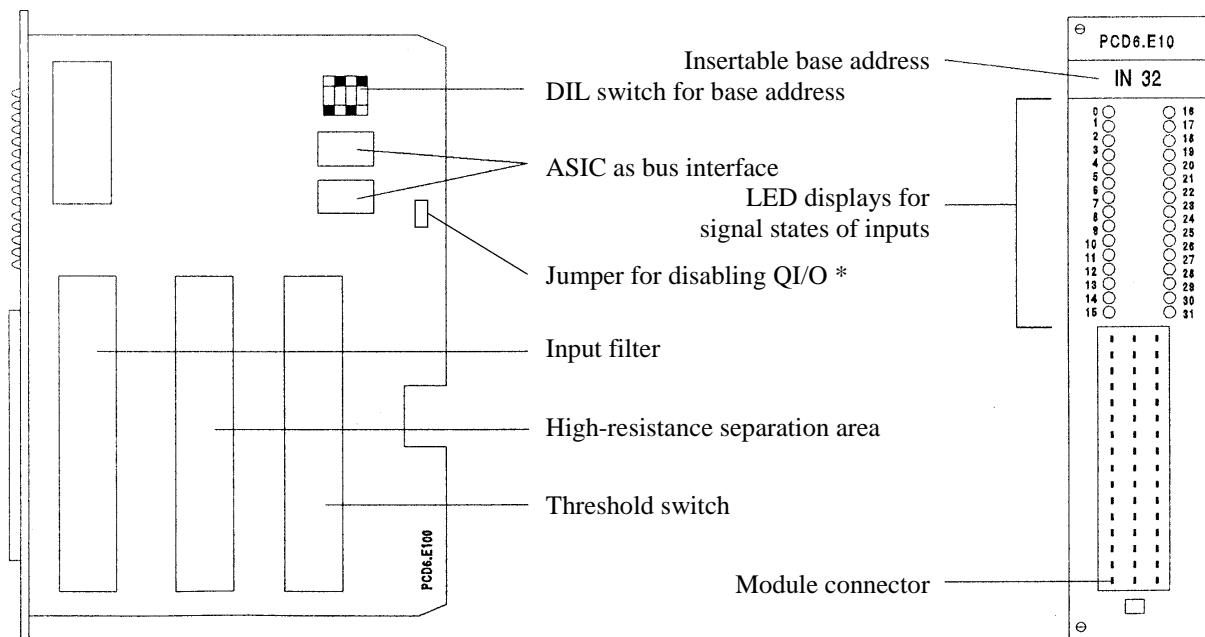 PCD6.E10
Insertable base address
IN 32
DIL switch for base address
ASIC as bus interface
LED displays for
signal states of inputs
Jumper for disabling QI/O *
Input filter
High-resistance separation area
Threshold switch
PCD6.E100
Module connector
0 16
1 17
2 18
3 19
4 20
5 21
6 22
7 23
8 24
9 25
10 26
11 27
12 28
13 29
14 30
15 31